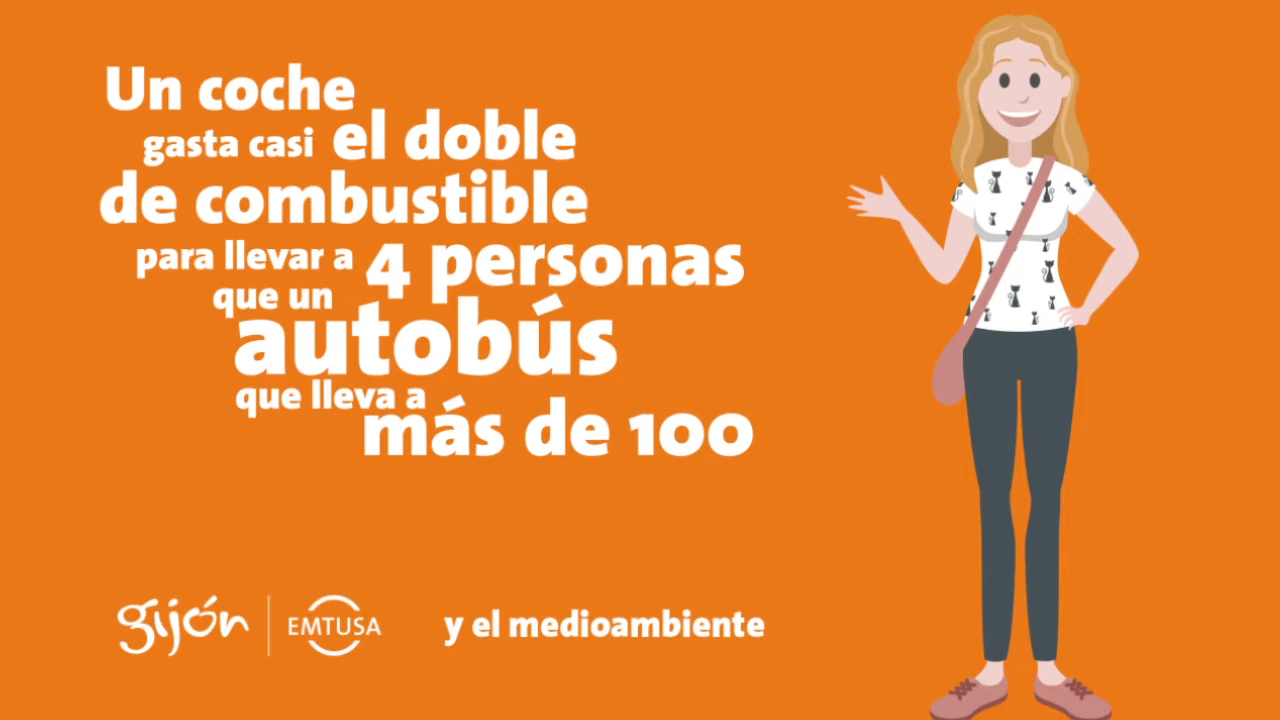 Un coche
gasta casi el doble
de combustible
para llevar a 4 personas
que un
autobús
que lleva a
más de 100
gijón EMTUSA y el medioambiente